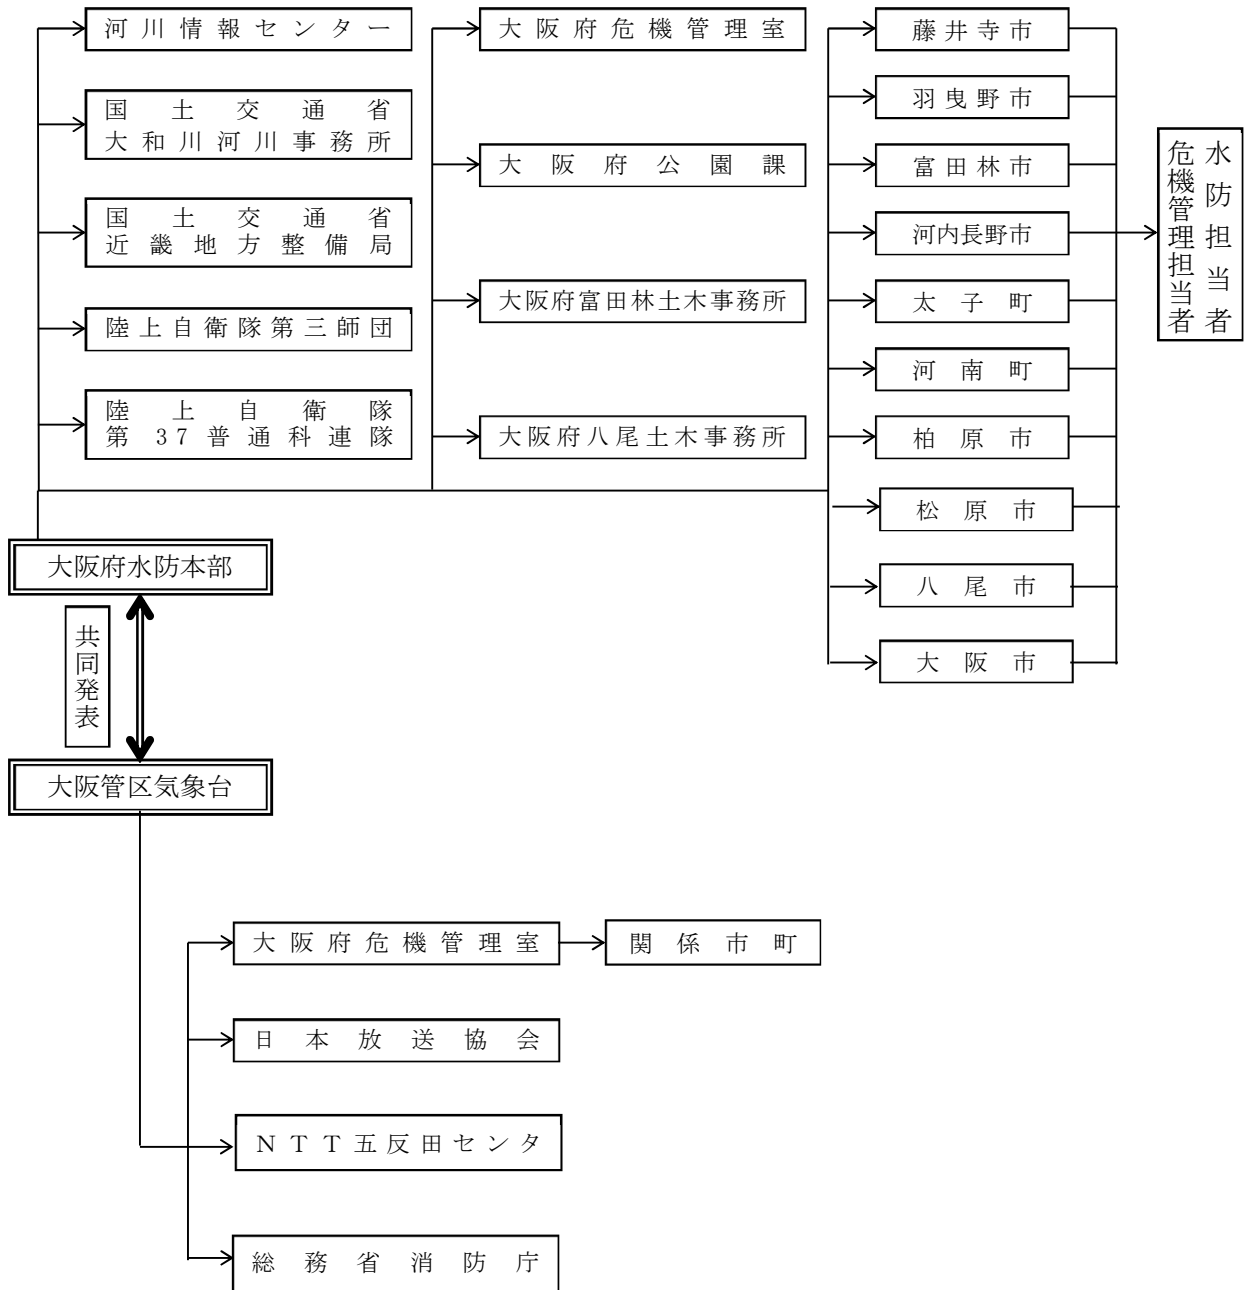 河川情報センター
国土交通省
大和川河川事務所
国土交通省
近畿地方整備局
陸上自衛隊第三師団
陸上自衛隊
第37普通科連隊
大阪府危機管理室
大阪府公園課
大阪府富田林土木事務所
大阪府八尾土木事務所
藤井寺市
羽曳野市
富田林市
河内長野市
太子町
河南町
柏原市
松原市
八尾市
大阪市
水防担当者
危機管理担当者
大阪府水防本部
共同発表
大阪管区気象台
大阪府危機管理室
関係市町
日本放送協会
ＮＴＴ五反田センタ
総務省消防庁